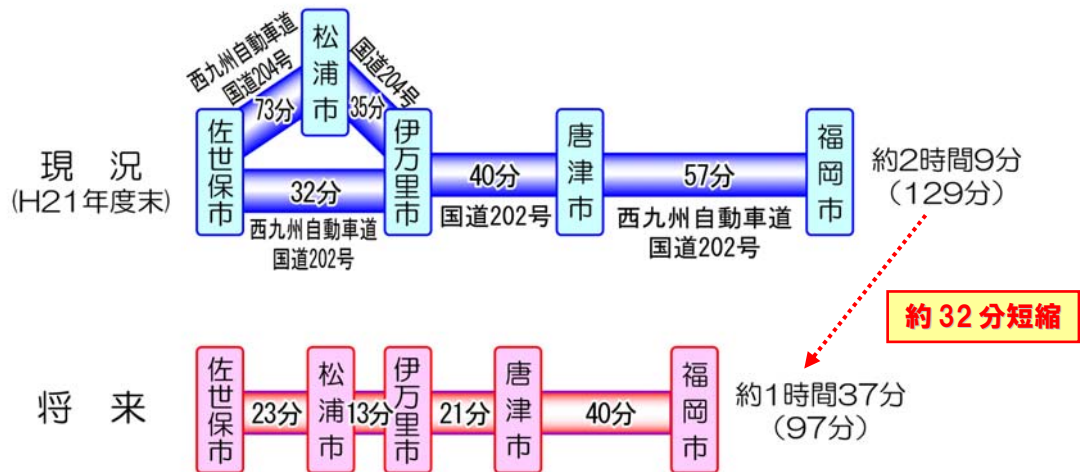 西九州自動車道
国道204号
松浦市
国道204号
73分
35分
佐世保市
伊万里市
唐津市
福岡市
現 況
(H21年度末)
32分
西九州自動車道
国道202号
40分
国道202号
57分
西九州自動車道
国道202号
約2時間9分
（129分）
約32分短縮
将 来
佐世保市
23分
松浦市
13分
伊万里市
21分
唐津市
40分
福岡市
約1時間37分
（97分）